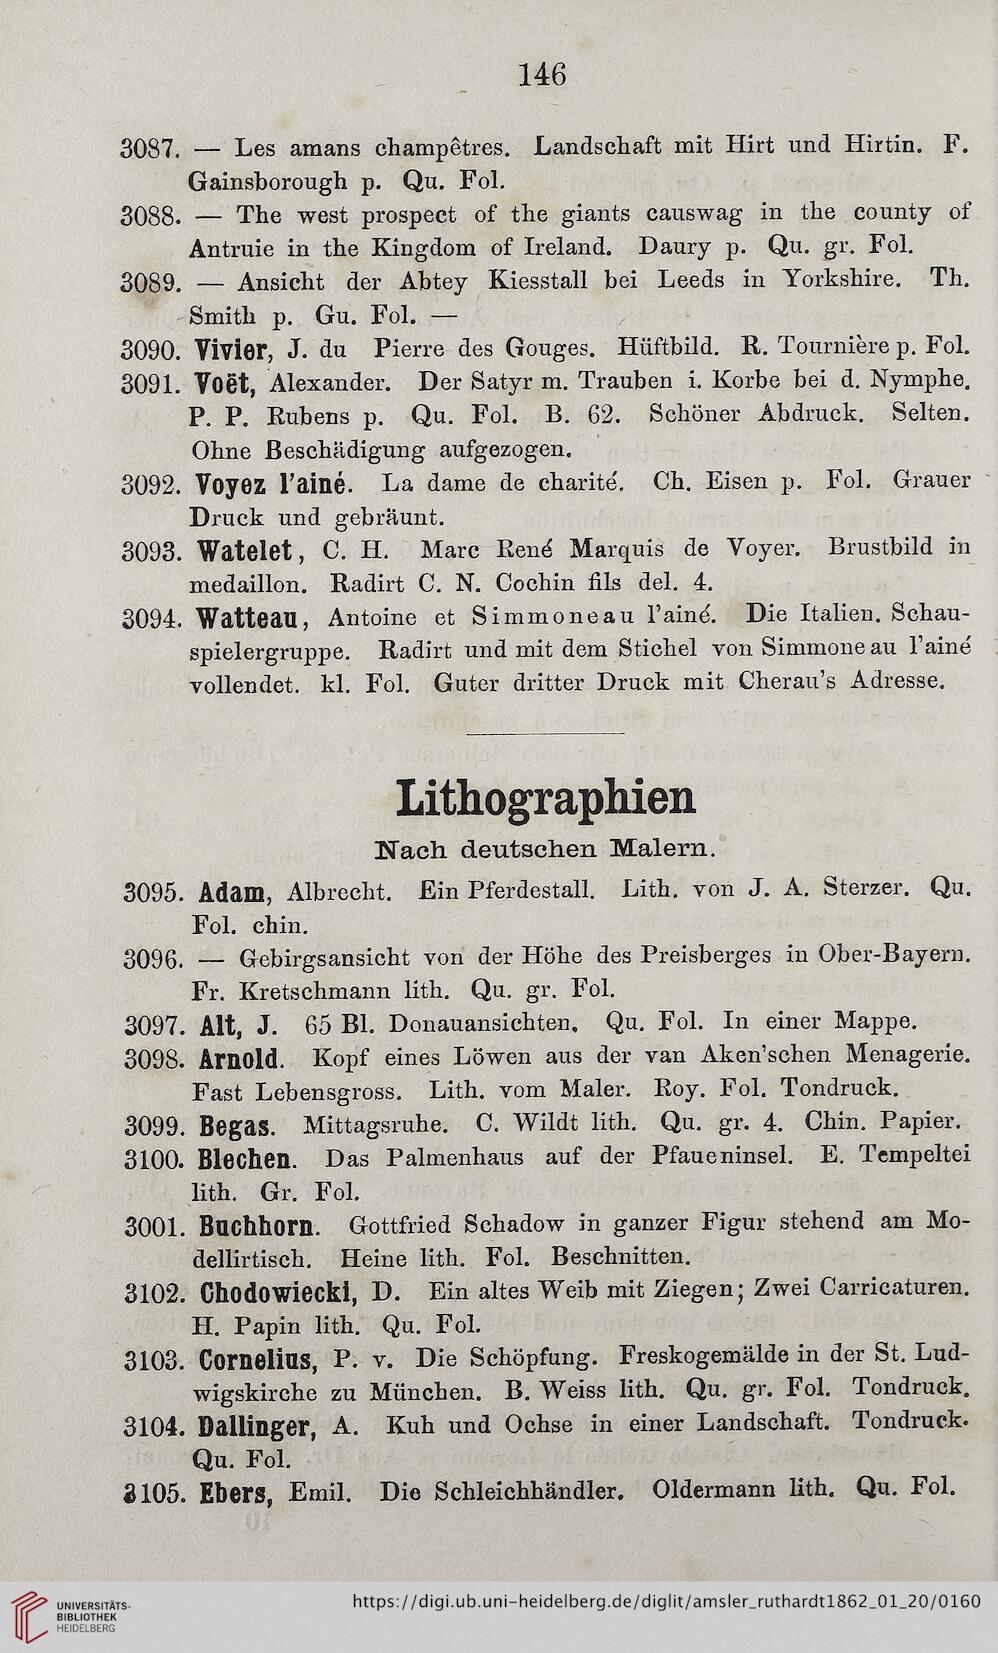 146
3087. — Les amans champêtres. Landschaft mit Hirt und Hirtin. F.
Gainsborough p. Qu. Fol.
3088. — The west prospect of the giants causwag in the county of
Antruie in the Kingdom of Ireland. Daury p. Qu. gr. Fol.
3089. — Ansicht der Abtey Kiesstall bei Leeds in Yorkshire. Th.
Smith p. Gu. Fol. —
3090. Vivier, J. du Pierre des Gouges. Hüftbild. R. Tournière p. Fol.
3091. Voët, Alexander. Der Satyr m. Trauben i. Korbe bei d. Nymphe.
P. P. Rubens p. Qu. Fol. B. 62. Schöner Abdruck. Selten.
Ohne Beschädigung aufgezogen.
3092. Voyez l'ainé. La dame de charité. Ch. Eisen p. Fol. Grauer
Druck und gebräunt.
3093. Watelet, C. H. Marc René Marquis de Voyer. Brustbild in
medaillon. Radirt C. N. Cochin fils del. 4.
3094. Watteau, Antoine et Simmoneau l'ainé. Die Italien. Schau-
spielergruppe. Radirt und mit dem Stichel von Simmoneau l'ainé
vollendet. kl. Fol. Guter dritter Druck mit Cherau's Adresse.
Lithographien
Nach deutschen Malern.
3095. Adam, Albrecht. Ein Pferdestall. Lith. von J. A. Sterzer. Qu.
Fol. chin.
3096. — Gebirgsansicht von der Höhe des Preisberges in Ober-Bayern.
Fr. Kretschmann lith. Qu. gr. Fol.
3097. Alt, J. 65 Bl. Donauansichten. Qu. Fol. In einer Mappe.
3098. Arnold. Kopf eines Löwen aus der van Aken'schen Menagerie.
Fast Lebensgross. Lith. vom Maler. Roy. Fol. Tondruck.
3099. Begas. Mittagsruhe. C. Wildt lith. Qu. gr. 4. Chin. Papier.
3100. Blechen. Das Palmenhaus auf der Pfaueninsel. E. Tempeltei
lith. Gr. Fol.
3001. Buchhorn. Gottfried Schadow in ganzer Figur stehend am Mo-
dellirtisch. Heine lith. Fol. Beschnitten.
3102. Chodowiecki, D. Ein altes Weib mit Ziegen; Zwei Carricaturen.
H. Papin lith. Qu. Fol.
3103. Cornelius, P. v. Die Schöpfung. Freskogemälde in der St. Lud-
wigskirche zu München. B. Weiss lith. Qu. gr. Fol. Tondruck.
3104. Dallinger, A. Kuh und Ochse in einer Landschaft. Tondruck.
Qu. Fol.
3105. Ebers, Emil. Die Schleichhändler. Oldermann lith. Qu. Fol.
UNIVERSITÄTS-
BIBLIOTHEK
HEIDELBERG
https://digi.ub.uni-heidelberg.de/diglit/amsler_ruthardt1862_01_20/0160